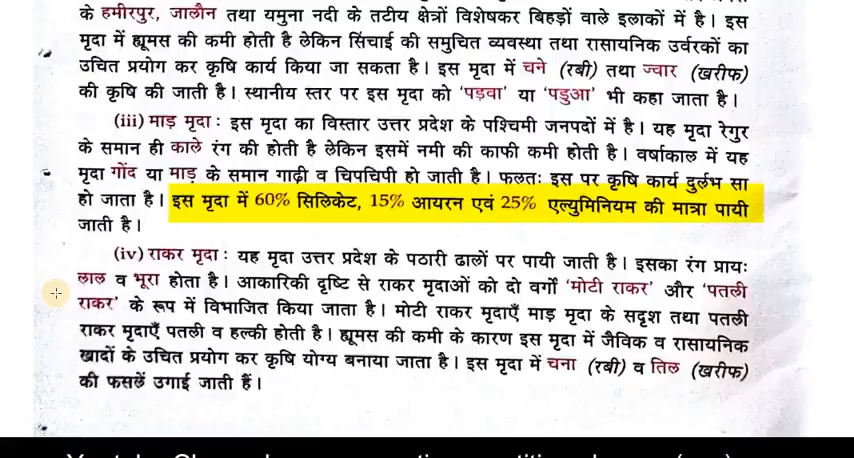 के हमीरपुर, जालौन तथा यमुना नदी के तटीय क्षेत्रों विशेषकर बिहड़ों वाले इलाकों में है। इस
मृदा में ह्यूमस की कमी होती है लेकिन सिंचाई की समुचित व्यवस्था तथा रासायनिक उर्वरकों का
उचित प्रयोग कर कृषि कार्य किया जा सकता है। इस मृदा में चने (रबी) तथा ज्वार (खरीफ)
की कृषि की जाती है। स्थानीय स्तर पर इस मृदा को 'पड़वा' या 'पडुआ' भी कहा जाता है।
(iii) माड़ मृदा : इस मृदा का विस्तार उत्तर प्रदेश के पश्चिमी जनपदों में है। यह मृदा रेगुर
के समान ही काले रंग की होती है लेकिन इसमें नमी की काफी कमी होती है। वर्षाकाल में यह
मृदा गोंद या माड़ के समान गाढ़ी व चिपचिपी हो जाती है। फलतः इस पर कृषि कार्य दुर्लभ सा
हो जाता है। इस मृदा में 60% सिलिकेट, 15% आयरन एवं 25% एल्युमिनियम की मात्रा पायी
जाती है।
(iv) राकर मृदा : यह मृदा उत्तर प्रदेश के पठारी ढालों पर पायी जाती है। इसका रंग प्रायः
लाल व भूरा होता है। आकारिकी दृष्टि से राकर मृदाओं को दो वर्गों 'मोटी राकर' और 'पतली
राकर' के रूप में विभाजित किया जाता है। मोटी राकर मृदाएँ माड़ मृदा के सदृश तथा पतली
राकर मृदाएँ पतली व हल्की होती है। ह्यूमस की कमी के कारण इस मृदा में जैविक व रासायनिक
खादों के उचित प्रयोग कर कृषि योग्य बनाया जाता है। इस मृदा में चना (रबी) व तिल (खरीफ)
की फसलें उगाई जाती हैं।